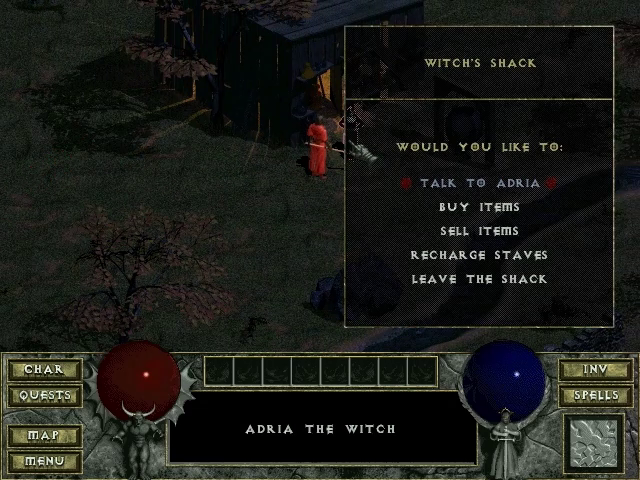 WITCH'S SHACK
WOULD YOU LIKE TO:
TALK TO ADRIA
BUY ITEMS
SELL ITEMS
RECHARGE STAVES
LEAVE THE SHACK
CHAR
QUESTS
MAP
MENU
ADRIA THE WITCH
INV
SPELLS